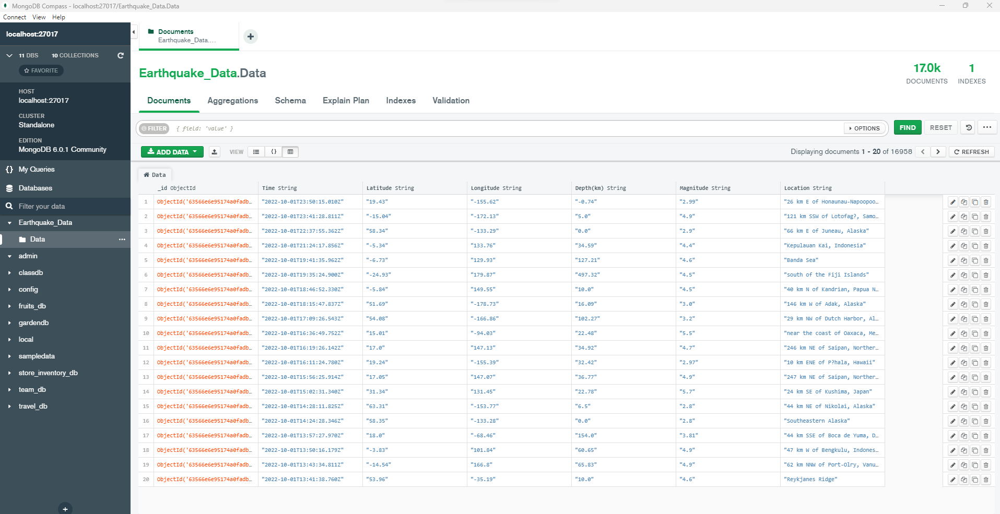 MongoDB Compass - localhost:27017/Earthquake_Data.Data
Connect View Help
localhost:27017
11 DBS 10 COLLECTIONS
FAVORITE
HOST
localhost:27017
CLUSTER
Standalone
EDITION
MongoDB 6.0.1 Community
{} My Queries
Databases
Filter your data
Earthquake_Data
Data
admin
classdb
config
fruits_db
gardendb
local
sampledata
store_inventory_db
team_db
travel_db
Documents
Earthquake_Data....
Earthquake_Data.Data
17.0k
DOCUMENTS
1
INDEXES
Documents Aggregations Schema Explain Plan Indexes Validation
FILTER { field: 'value' } OPTIONS FIND RESET
ADD DATA VIEW {} Displaying documents 1 - 20 of 16958 REFRESH
Data
_id ObjectId Time String Latitude String Longitude String Depth(km) String Magnitude String Location String
1 ObjectId('63566e6e95174a0fadb… "2022-10-01T23:50:15.010Z" "19.43" "-155.62" "-0.74" "2.99" "26 km E of Honaunau-Napoopoo…
2 ObjectId('63566e6e95174a0fadb… "2022-10-01T23:41:28.811Z" "-15.04" "-172.13" "5.0" "4.9" "121 km SSW of Lotofag?, Samo…
3 ObjectId('63566e6e95174a0fadb… "2022-10-01T22:37:55.362Z" "58.34" "-133.29" "0.0" "2.9" "66 km E of Juneau, Alaska"
4 ObjectId('63566e6e95174a0fadb… "2022-10-01T21:24:17.856Z" "-5.34" "133.76" "34.59" "4.4" "Kepulauan Kai, Indonesia"
5 ObjectId('63566e6e95174a0fadb… "2022-10-01T19:41:35.962Z" "-6.73" "129.93" "127.21" "4.6" "Banda Sea"
6 ObjectId('63566e6e95174a0fadb… "2022-10-01T19:35:24.900Z" "-24.93" "179.87" "497.32" "4.5" "south of the Fiji Islands"
7 ObjectId('63566e6e95174a0fadb… "2022-10-01T18:46:52.330Z" "-5.84" "149.55" "10.0" "4.5" "40 km N of Kandrian, Papua N…
8 ObjectId('63566e6e95174a0fadb… "2022-10-01T18:15:47.837Z" "51.69" "-178.73" "16.09" "3.0" "146 km W of Adak, Alaska"
9 ObjectId('63566e6e95174a0fadb… "2022-10-01T17:09:26.543Z" "54.08" "-166.86" "102.27" "3.2" "29 km NW of Dutch Harbor, Al…
10 ObjectId('63566e6e95174a0fadb… "2022-10-01T16:36:49.752Z" "15.01" "-94.03" "22.48" "5.5" "near the coast of Oaxaca, Me…
11 ObjectId('63566e6e95174a0fadb… "2022-10-01T16:19:26.142Z" "17.0" "147.13" "34.92" "4.7" "246 km NE of Saipan, Norther…
12 ObjectId('63566e6e95174a0fadb… "2022-10-01T16:11:24.780Z" "19.24" "-155.39" "32.42" "2.97" "10 km ENE of P?hala, Hawaii"
13 ObjectId('63566e6e95174a0fadb… "2022-10-01T15:56:25.914Z" "17.05" "147.07" "36.77" "4.9" "247 km NE of Saipan, Norther…
14 ObjectId('63566e6e95174a0fadb… "2022-10-01T15:02:31.340Z" "31.34" "131.45" "22.78" "5.7" "24 km SE of Kushima, Japan"
15 ObjectId('63566e6e95174a0fadb… "2022-10-01T14:28:11.825Z" "63.31" "-153.77" "6.5" "2.8" "44 km NE of Nikolai, Alaska"
16 ObjectId('63566e6e95174a0fadb… "2022-10-01T14:24:28.346Z" "58.35" "-133.28" "0.0" "2.8" "Southeastern Alaska"
17 ObjectId('63566e6e95174a0fadb… "2022-10-01T13:57:27.970Z" "18.0" "-68.46" "154.0" "3.81" "44 km SSE of Boca de Yuma, D…
18 ObjectId('63566e6e95174a0fadb… "2022-10-01T13:50:16.179Z" "-3.83" "101.84" "60.65" "4.9" "47 km W of Bengkulu, Indones…
19 ObjectId('63566e6e95174a0fadb… "2022-10-01T13:43:34.811Z" "-14.54" "166.8" "65.83" "4.9" "62 km NNW of Port-Olry, Vanu…
20 ObjectId('63566e6e95174a0fadb… "2022-10-01T13:41:38.760Z" "53.96" "-35.19" "10.0" "4.6" "Reykjanes Ridge"